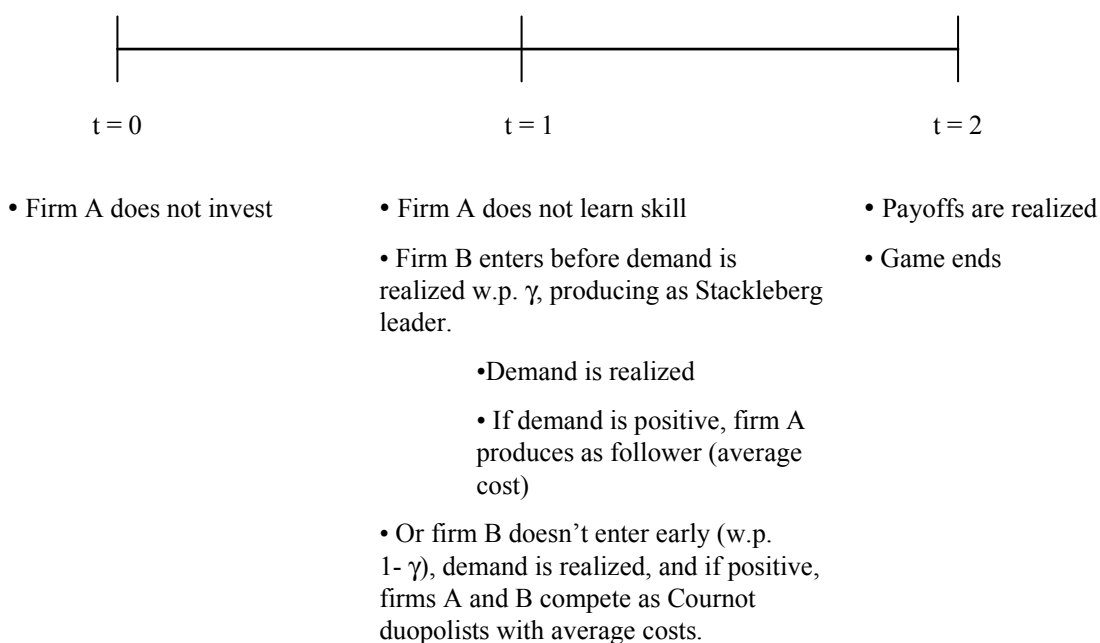 t = 0
t = 1
t = 2
• Firm A does not invest
• Firm A does not learn skill
• Firm B enters before demand is
realized w.p. γ, producing as Stackleberg
leader.
•Demand is realized
• If demand is positive, firm A
produces as follower (average
cost)
• Or firm B doesn’t enter early (w.p.
1- γ), demand is realized, and if positive,
firms A and B compete as Cournot
duopolists with average costs.
• Payoffs are realized
• Game ends